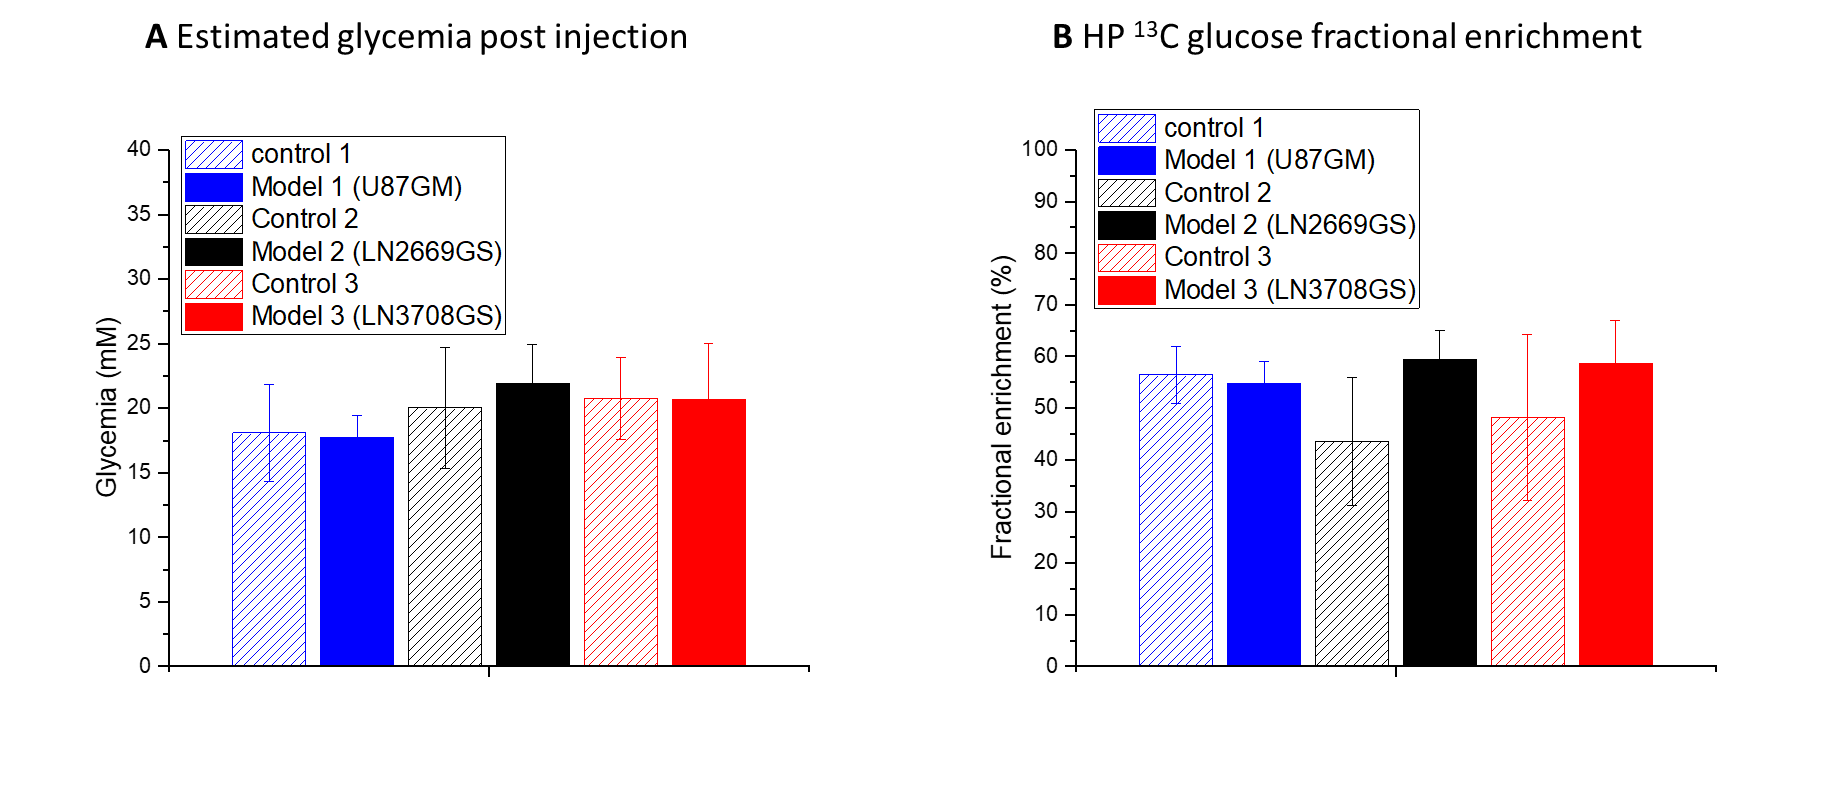 A Estimated glycemia post injection
40
35
30
25
20
15
10
5
0
Glycemia (mM)
control 1
Model 1 (U87GM)
Control 2
Model 2 (LN2669GS)
Control 3
Model 3 (LN3708GS)
B HP ¹³C glucose fractional enrichment
100
90
80
70
60
50
40
30
20
10
0
Fractional enrichment (%)
control 1
Model 1 (U87GM)
Control 2
Model 2 (LN2669GS)
Control 3
Model 3 (LN3708GS)